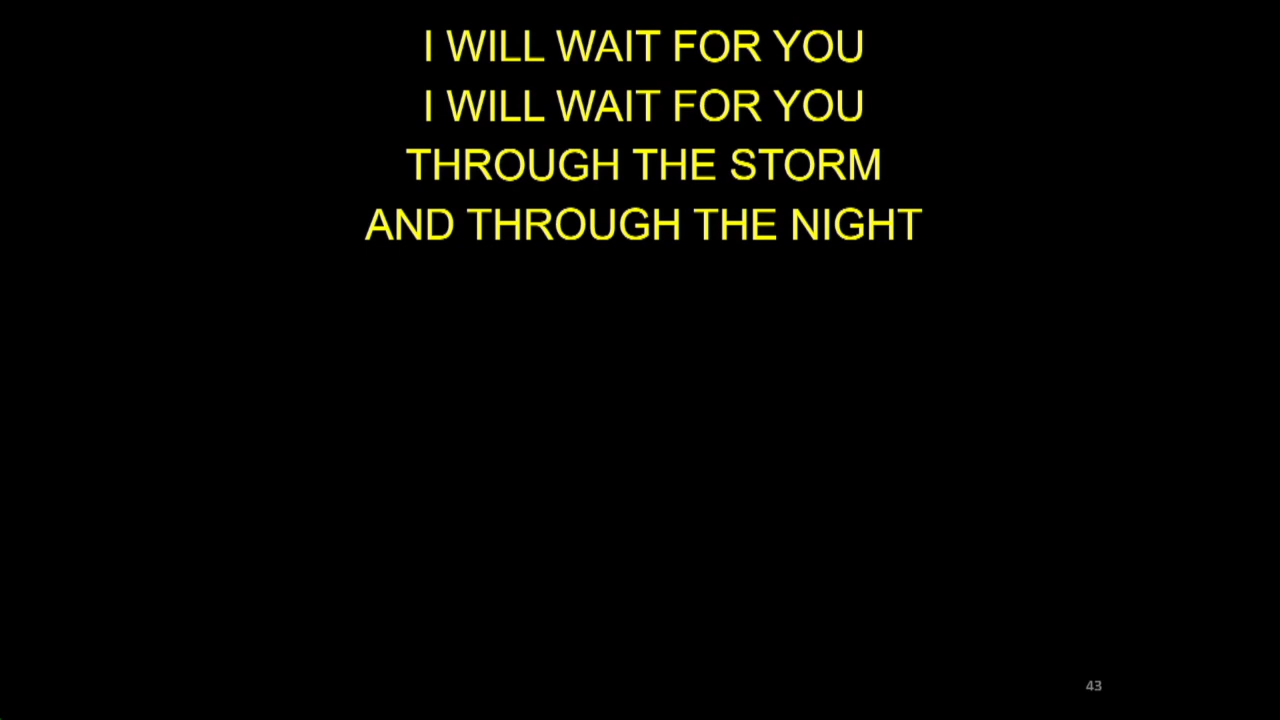 I WILL WAIT FOR YOU
I WILL WAIT FOR YOU
THROUGH THE STORM
AND THROUGH THE NIGHT
43